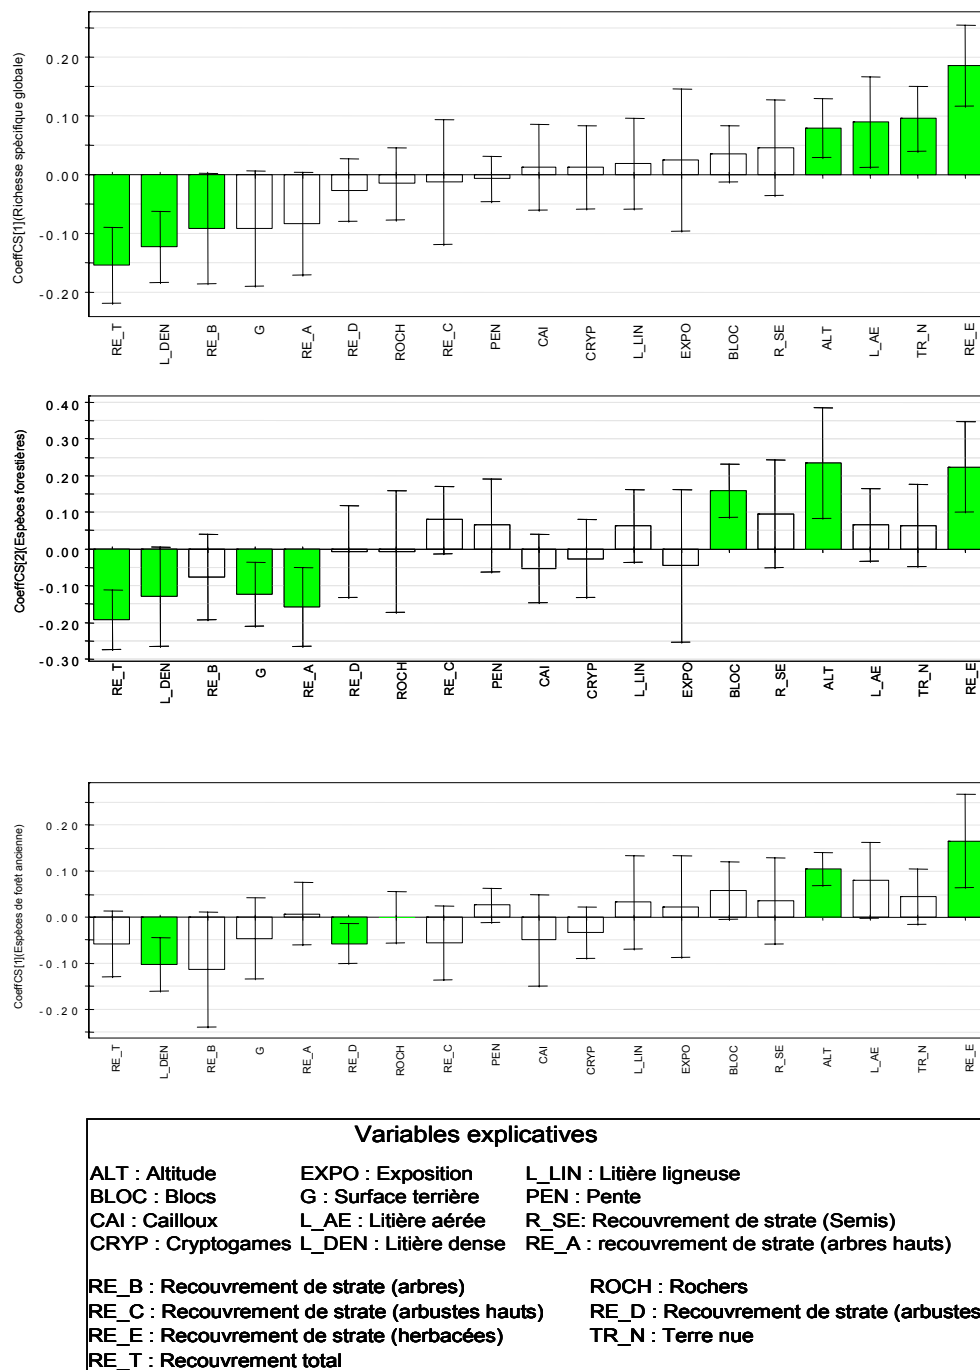 CoeffCS[1](Richesse spècifique globale)
0.20
0.10
0.00
-0.10
-0.20
RE_T L_DEN RE_B G RE_A RE_D ROCH RE_C PEN CAI CRYP L_LIN EXPO BLOC R_SE ALT L_AE TR_N RE_E
CoeffCS[2](Espèces forestières)
0.40
0.30
0.20
0.10
0.00
-0.10
-0.20
-0.30
RE_T L_DEN RE_B G RE_A RE_D ROCH RE_C PEN CAI CRYP L_LIN EXPO BLOC R_SE ALT L_AE TR_N RE_E
CoeffCS[1](Espèces de forêt ancienne)
0.20
0.10
0.00
-0.10
-0.20
RE_T L_DEN RE_B G RE_A RE_D ROCH RE_C PEN CAI CRYP L_LIN EXPO BLOC R_SE ALT L_AE TR_N RE_E
Variables explicatives
ALT : Altitude EXPO : Exposition L_LIN : Litière ligneuse
BLOC : Blocs G : Surface terrière PEN : Pente
CAI : Cailloux L_AE : Litière aérée R_SE: Recouvrement de strate (Semis)
CRYP : Cryptogames L_DEN : Litière dense RE_A : recouvrement de strate (arbres hauts)
RE_B : Recouvrement de strate (arbres) ROCH : Rochers
RE_C : Recouvrement de strate (arbustes hauts) RE_D : Recouvrement de strate (arbustes
RE_E : Recouvrement de strate (herbacées) TR_N : Terre nue
RE_T : Recouvrement total